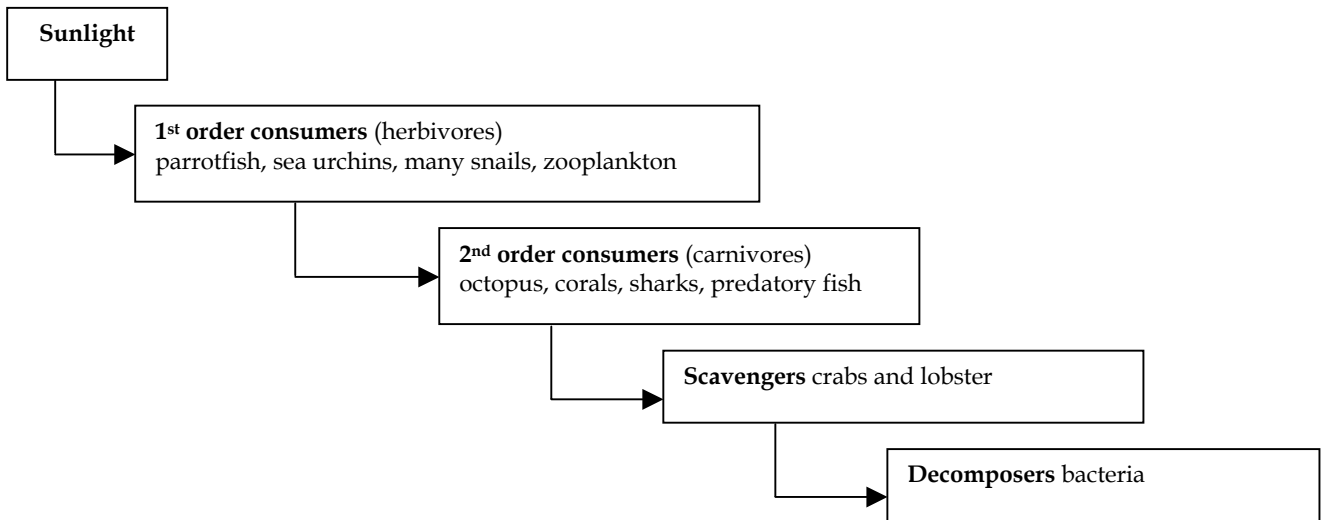 Sunlight
1st order consumers (herbivores)
parrotfish, sea urchins, many snails, zooplankton
2nd order consumers (carnivores)
octopus, corals, sharks, predatory fish
Scavengers crabs and lobster
Decomposers bacteria